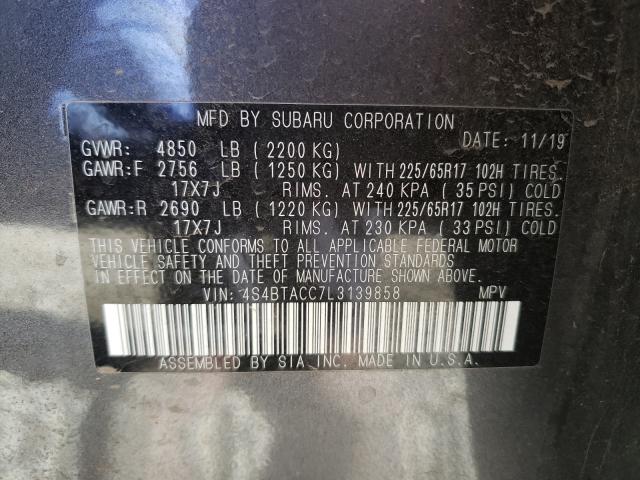 MFD BY SUBARU CORPORATION
DATE: 11/19
GVWR: 4850 LB (2200 KG)
GAWR:F 2756 LB (1250 KG) WITH 225/65R17 102H TIRES.
17X7J RIMS. AT 240 KPA (35 PSI) COLD
GAWR:R 2690 LB (1220 KG) WITH 225/65R17 102H TIRES.
17X7J RIMS. AT 230 KPA (33 PSI) COLD
THIS VEHICLE CONFORMS TO ALL APPLICABLE FEDERAL MOTOR
VEHICLE SAFETY AND THEFT PREVENTION STANDARDS
IN EFFECT ON THE DATE OF MANUFACTURE SHOWN ABOVE.
VIN: 4S4BTACC7L3139858 MPV
ASSEMBLED BY SIA INC. MADE IN U.S.A.